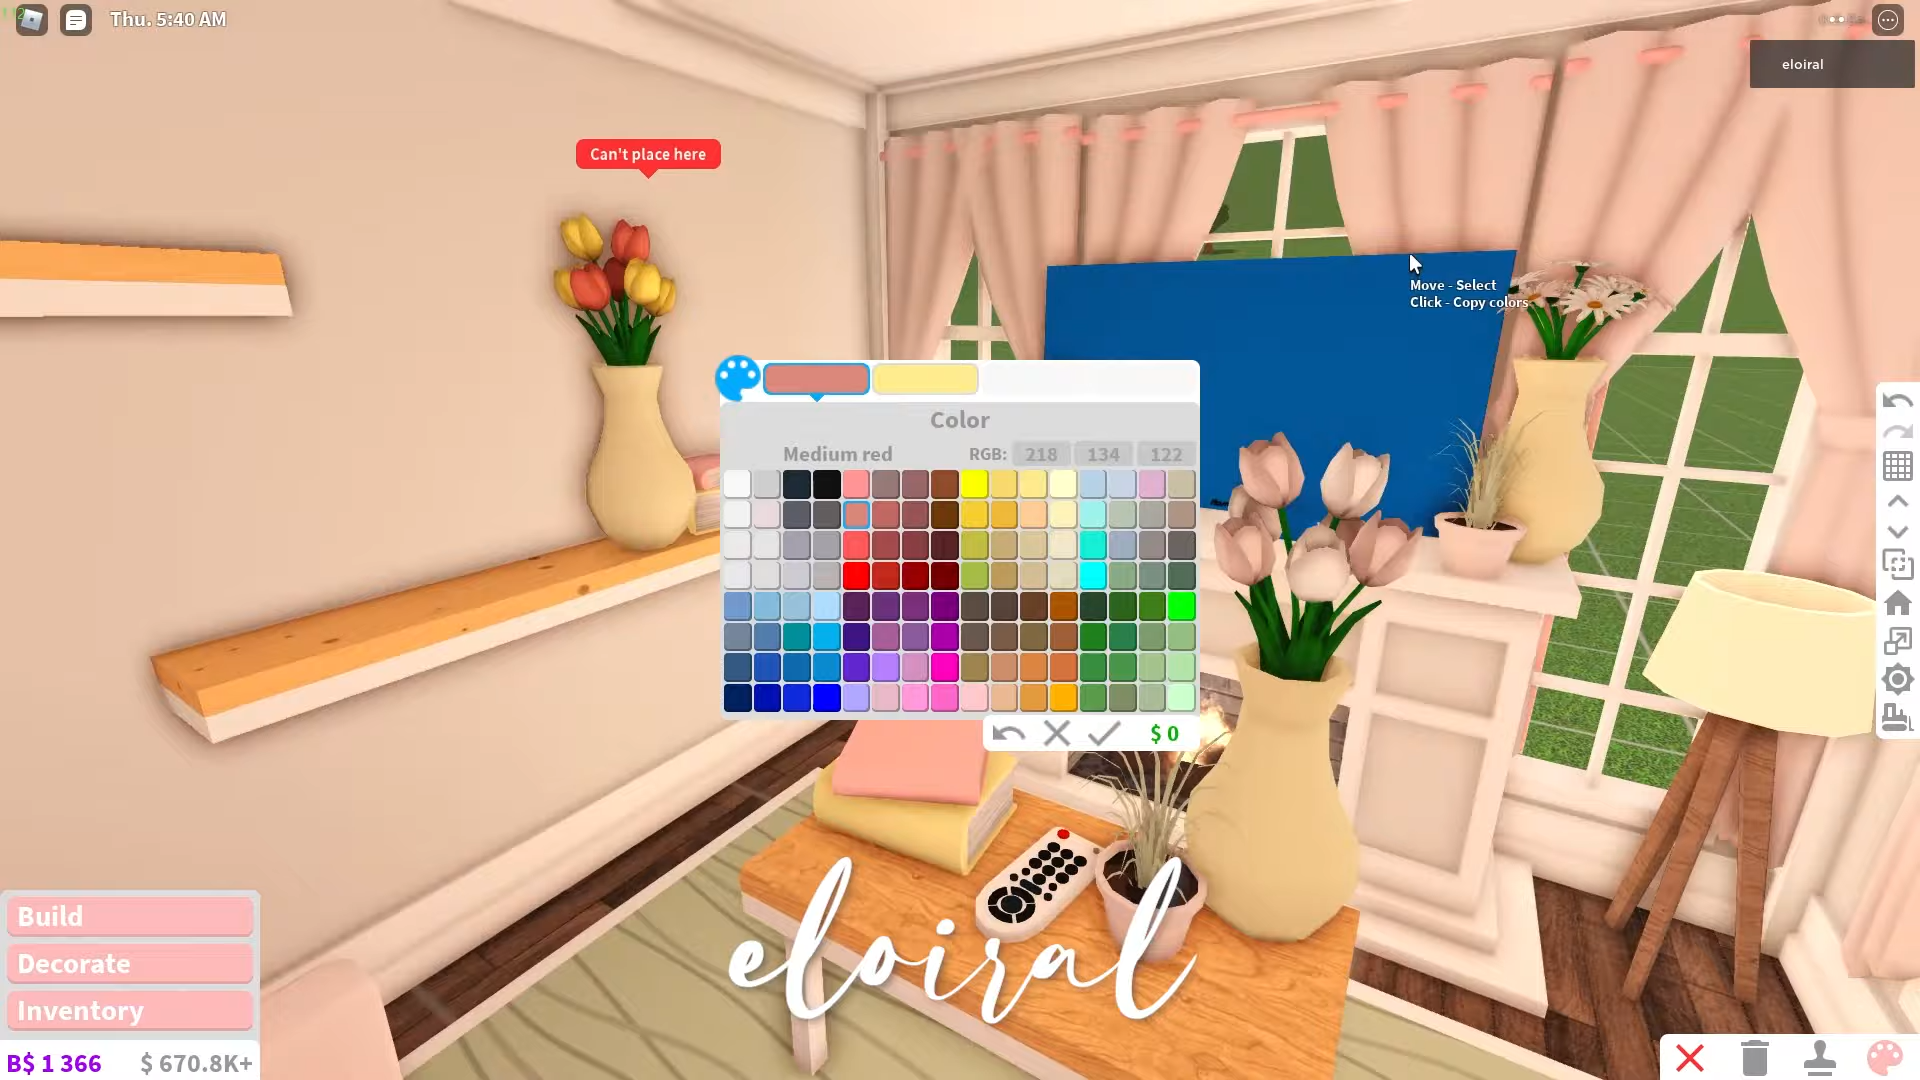 Thu. 5:40 AM
eloiral
Can't place here
Move - Select
Click - Copy colors
Color
Medium red
RGB: 218 134 122
$ 0
eloiral
Build
Decorate
Inventory
B$ 1 366 $ 670.8K+